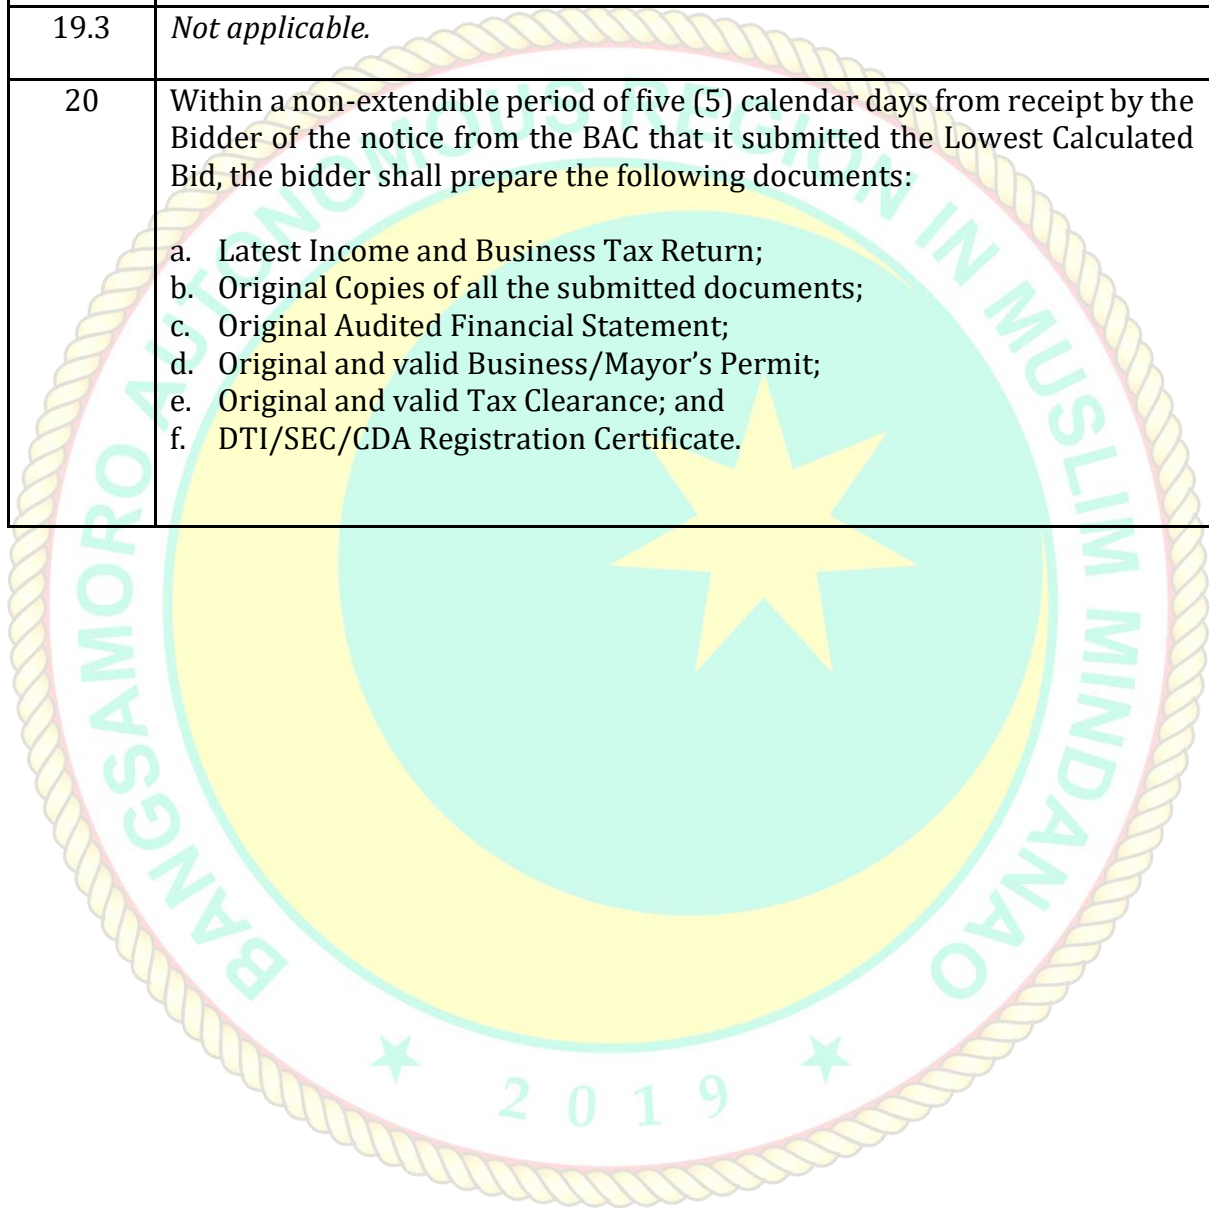 19.3 Not applicable.
20 Within a non-extendible period of five (5) calendar days from receipt by the
Bidder of the notice from the BAC that it submitted the Lowest Calculated
Bid, the bidder shall prepare the following documents:
a. Latest Income and Business Tax Return;
b. Original Copies of all the submitted documents;
c. Original Audited Financial Statement;
d. Original and valid Business/Mayor’s Permit;
e. Original and valid Tax Clearance; and
f. DTI/SEC/CDA Registration Certificate.
BANGSAMORO AUTONOMOUS REGION IN MUSLIM MINDANAO
2019